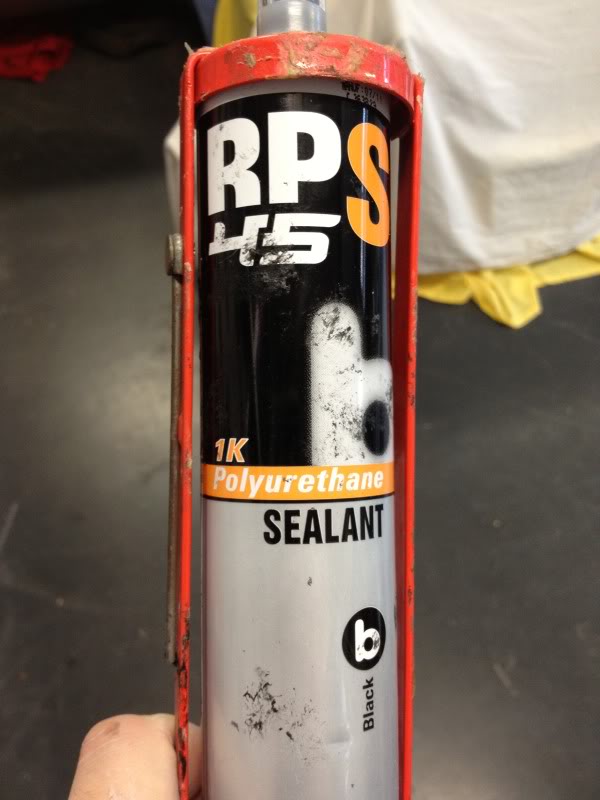 RPS
45
b
1K
Polyurethane
SEALANT
b
Black